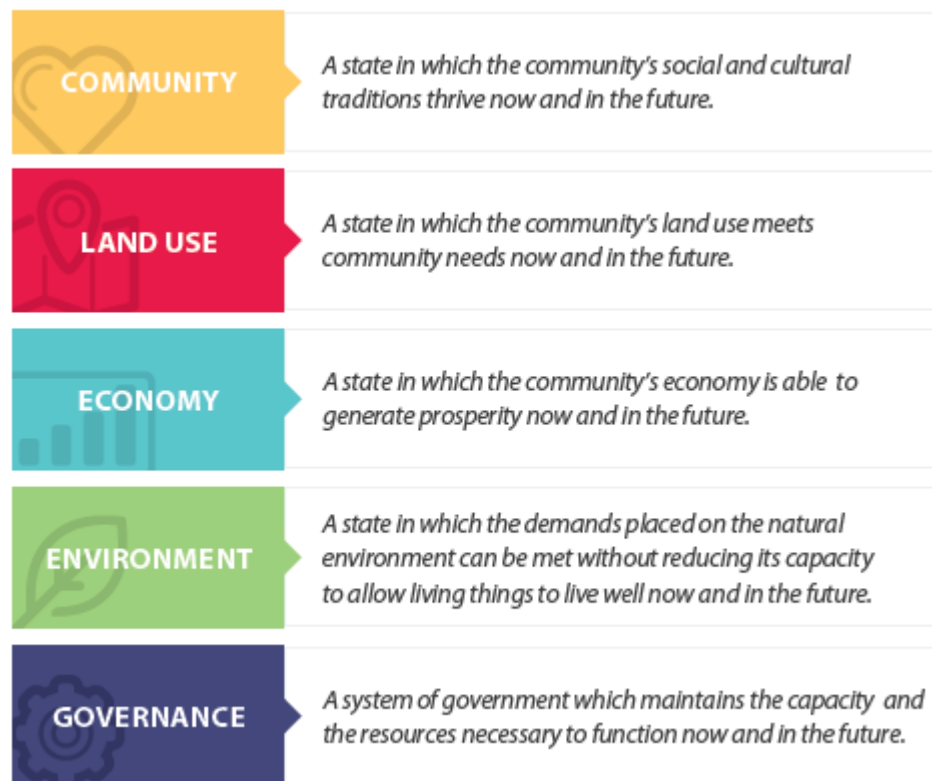 COMMUNITY
A state in which the community's social and cultural
traditions thrive now and in the future.
LAND USE
A state in which the community's land use meets
community needs now and in the future.
ECONOMY
A state in which the community's economy is able to
generate prosperity now and in the future.
ENVIRONMENT
A state in which the demands placed on the natural
environment can be met without reducing its capacity
to allow living things to live well now and in the future.
GOVERNANCE
A system of government which maintains the capacity and
the resources necessary to function now and in the future.